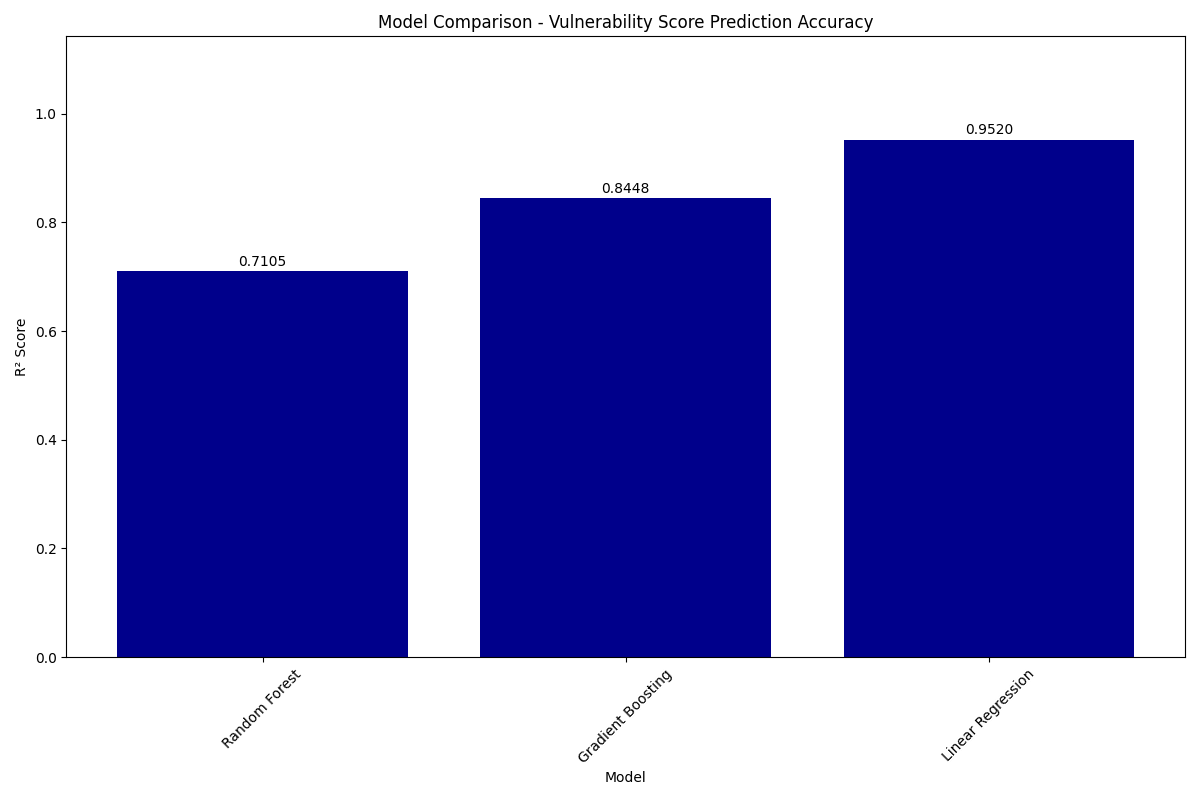 Model Comparison - Vulnerability Score Prediction Accuracy
R² Score
1.0
0.8
0.6
0.4
0.2
0.0
0.7105
0.8448
0.9520
Random Forest
Gradient Boosting
Linear Regression
Model